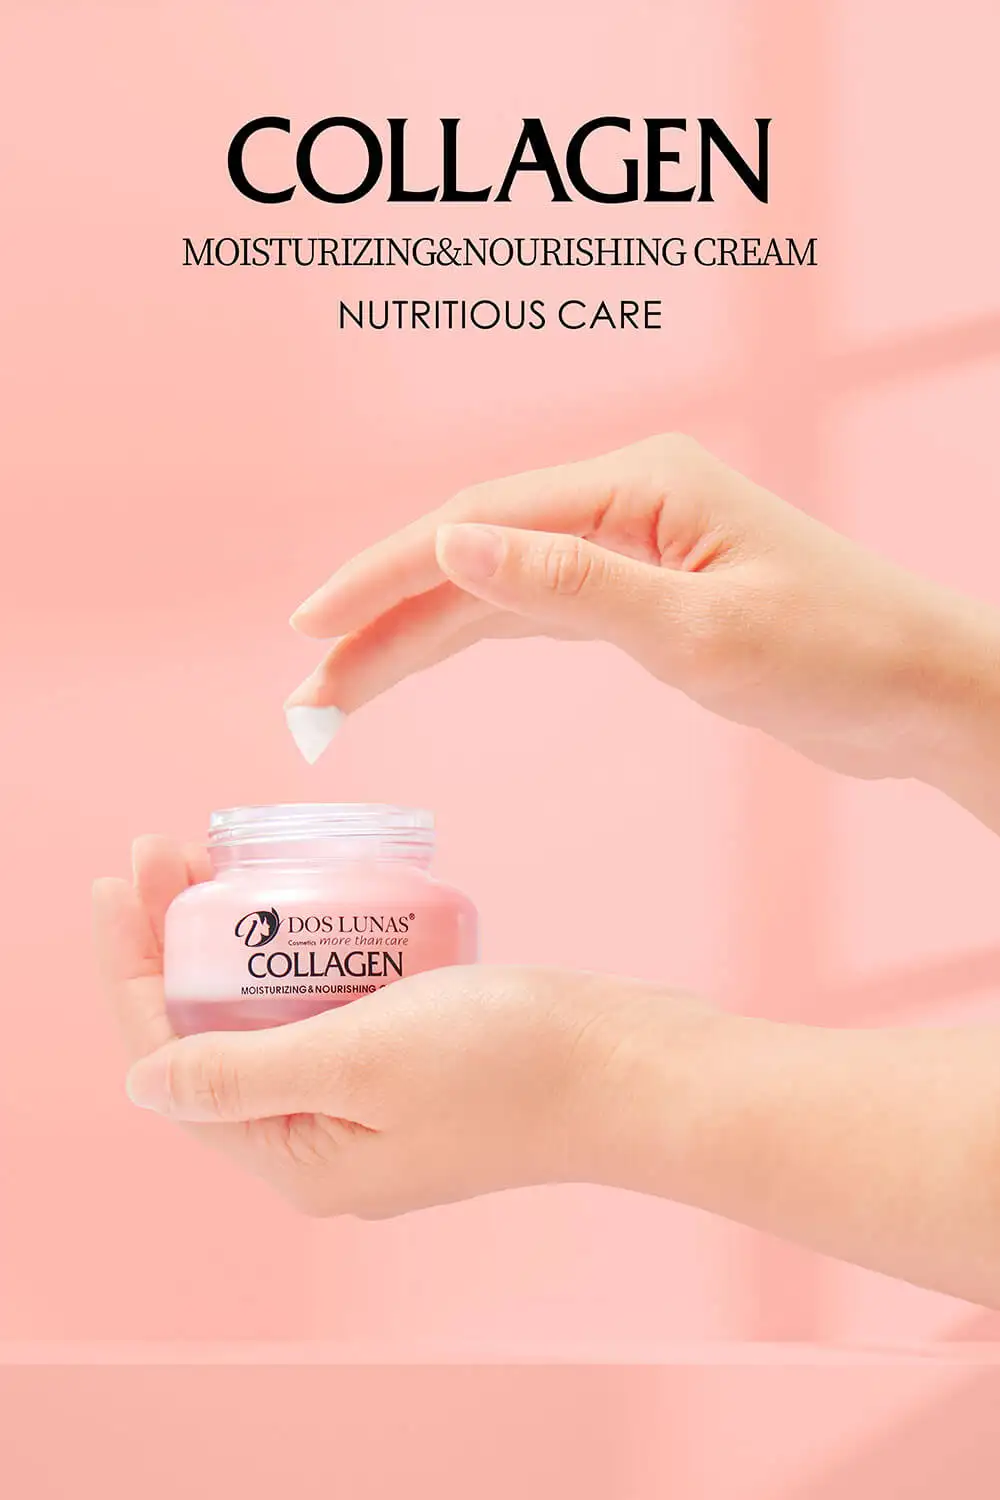 COLLAGEN
MOISTURIZING&NOURISHING CREAM
NUTRITIOUS CARE
DOS LUNAS®
Cosmetics more than care
COLLAGEN
MOISTURIZING&NOURISHING